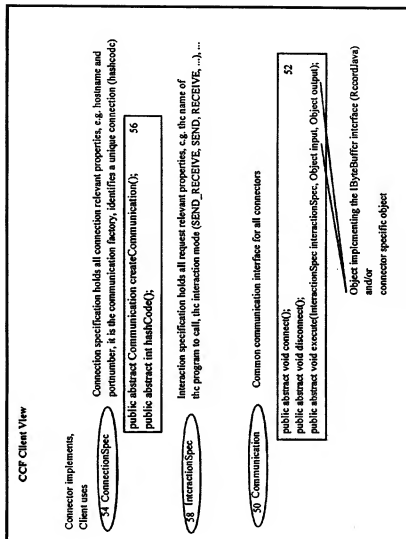 CCF Client View
Connector implements,
Client uses
54 ConnectionSpec
Connection specification holds all connection relevant properties, e.g. hostname and
portnumber, it is the communication factory, identifies a unique connection (hashcode)
public abstract Communication createCommunication();
public abstract int hashCode();
56
58 InteractionSpec
Interaction specification holds all request relevant properties, e.g. the name of
the program to call, the interaction mode (SEND_RECEIVE, SEND, RECEIVE, ...), ...
50 Communication
Common communication interface for all connectors
public abstract void connect();
public abstract void disconnect();
public abstract void execute(InteractionSpec interactionSpec, Object input, Object output);
52
Object implementing the IByteBuffer interface (RecordJava)
and/or
connector specific object